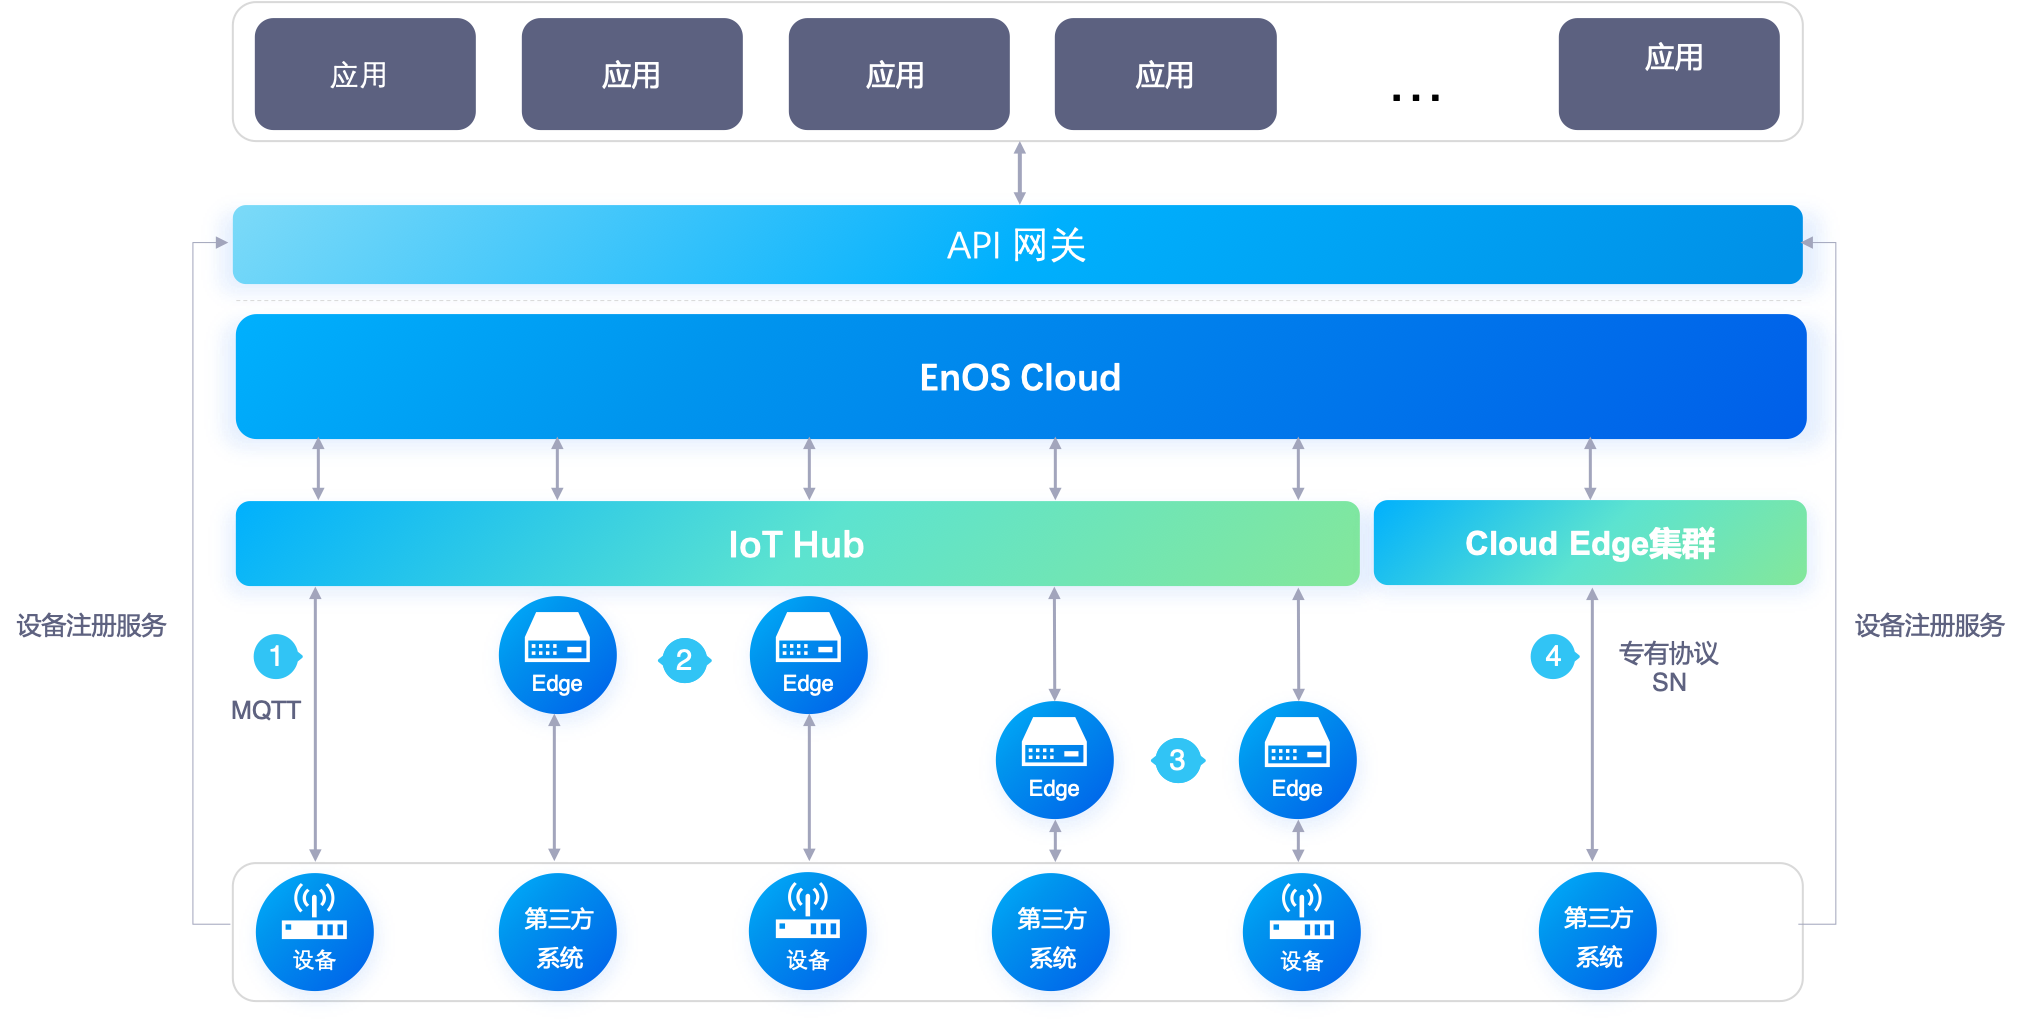 应用
应用
应用
应用
...
应用
API 网关
EnOS Cloud
IoT Hub
Cloud Edge集群
设备注册服务
设备注册服务
1
MQTT
Edge
2
Edge
Edge
3
Edge
4
专有协议
SN
设备
第三方
系统
设备
第三方
系统
设备
第三方
系统